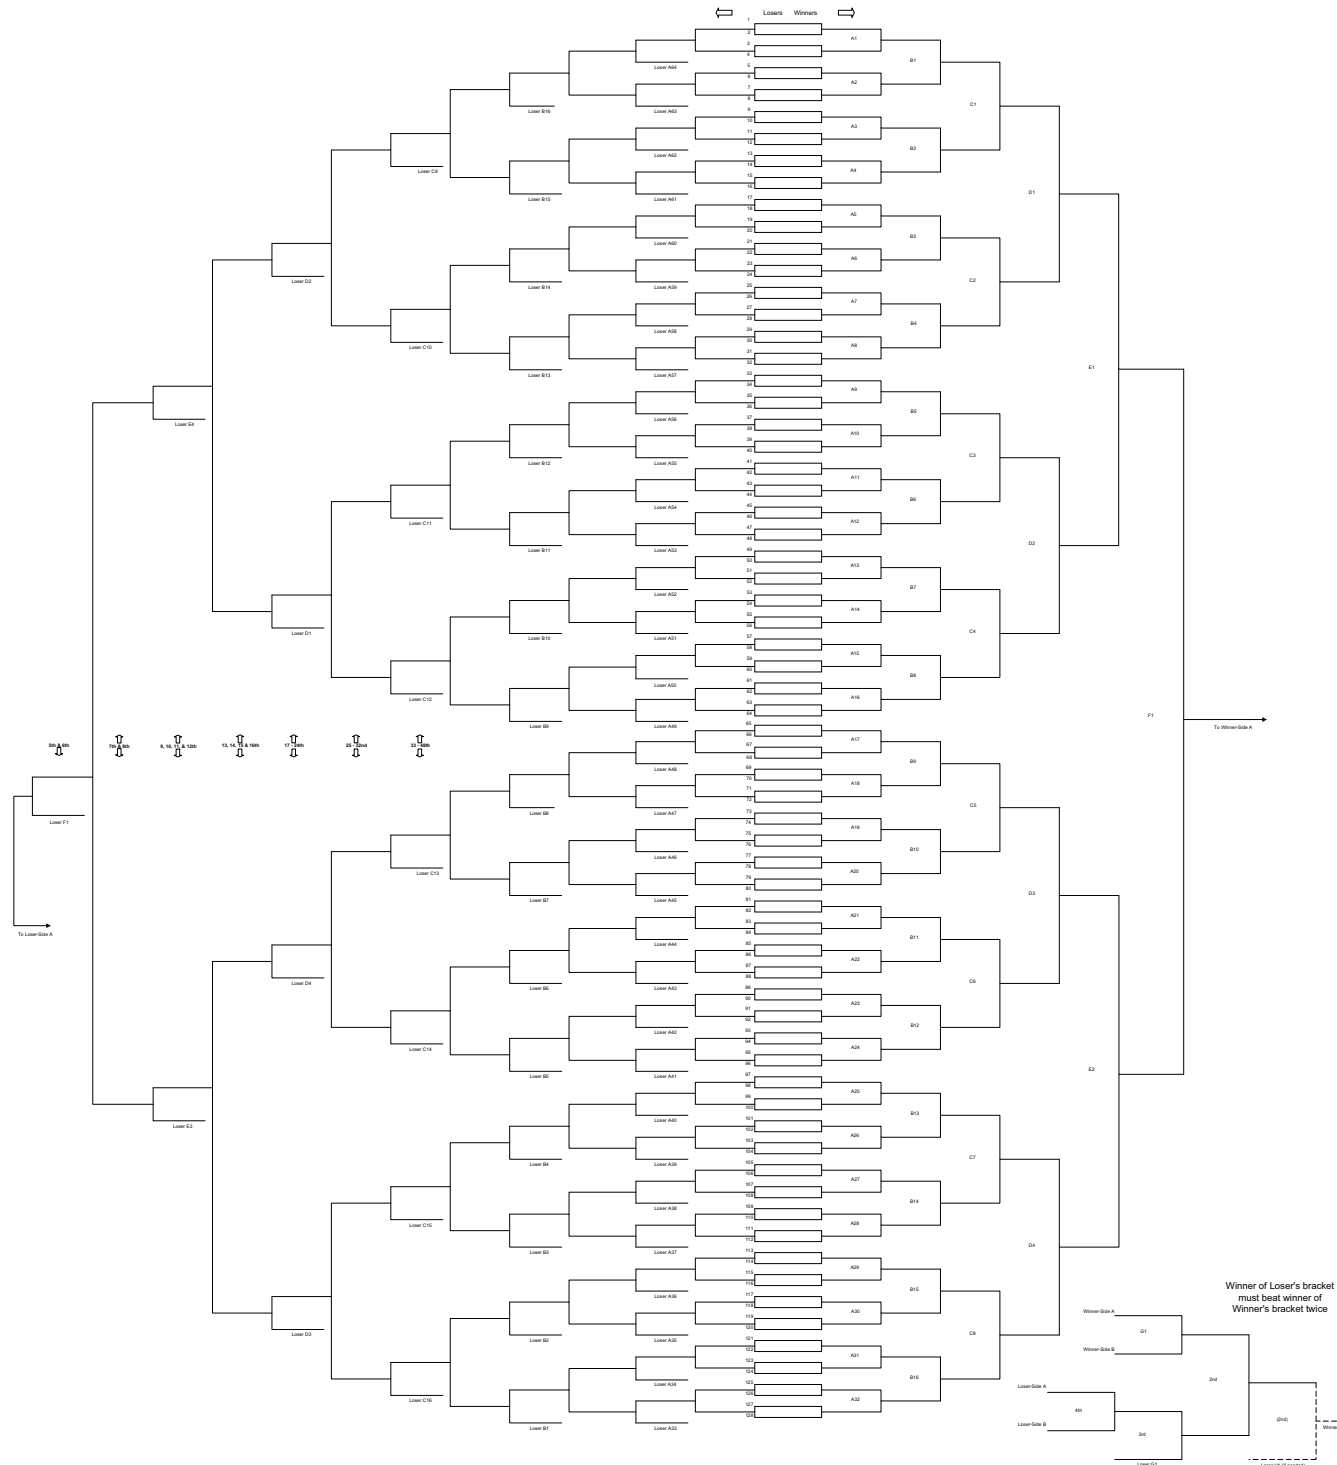 Losers Winners
5th & 6th
7th & 8th
9, 10, 11, & 12th
13, 14, 15 & 16th
17 - 24th
25 - 32nd
33 - 48th
Loser F1
To Loser-Side A
Loser E4
Loser E3
Loser D2
Loser D1
Loser D4
Loser D3
Loser C9
Loser C10
Loser C11
Loser C12
Loser C13
Loser C14
Loser C15
Loser C16
Loser B16
Loser B15
Loser B14
Loser B13
Loser B12
Loser B11
Loser B10
Loser B9
Loser B8
Loser B7
Loser B6
Loser B5
Loser B4
Loser B3
Loser B2
Loser B1
Loser A64
Loser A63
Loser A62
Loser A61
Loser A60
Loser A59
Loser A58
Loser A57
Loser A56
Loser A55
Loser A54
Loser A53
Loser A52
Loser A51
Loser A50
Loser A49
Loser A48
Loser A47
Loser A46
Loser A45
Loser A44
Loser A43
Loser A42
Loser A41
Loser A40
Loser A39
Loser A38
Loser A37
Loser A36
Loser A35
Loser A34
Loser A33
1
2
3
4
5
6
7
8
9
10
11
12
13
14
15
16
17
18
19
20
21
22
23
24
25
26
27
28
29
30
31
32
33
34
35
36
37
38
39
40
41
42
43
44
45
46
47
48
49
50
51
52
53
54
55
56
57
58
59
60
61
62
63
64
65
66
67
68
69
70
71
72
73
74
75
76
77
78
79
80
81
82
83
84
85
86
87
88
89
90
91
92
93
94
95
96
97
98
99
100
101
102
103
104
105
106
107
108
109
110
111
112
113
114
115
116
117
118
119
120
121
122
123
124
125
126
127
128
A1
A2
A3
A4
A5
A6
A7
A8
A9
A10
A11
A12
A13
A14
A15
A16
A17
A18
A19
A20
A21
A22
A23
A24
A25
A26
A27
A28
A29
A30
A31
A32
B1
B2
B3
B4
B5
B6
B7
B8
B9
B10
B11
B12
B13
B14
B15
B16
C1
C2
C3
C4
C5
C6
C7
C8
D1
D2
D3
D4
E1
E2
F1
To Winner-Side A
Winner of Loser's bracket
must beat winner of
Winner's bracket twice
Winner-Side A
G1
Winner-Side B
2nd
Loser-Side A
4th
Loser-Side B
3rd
Loser G1
(2nd)
Winner